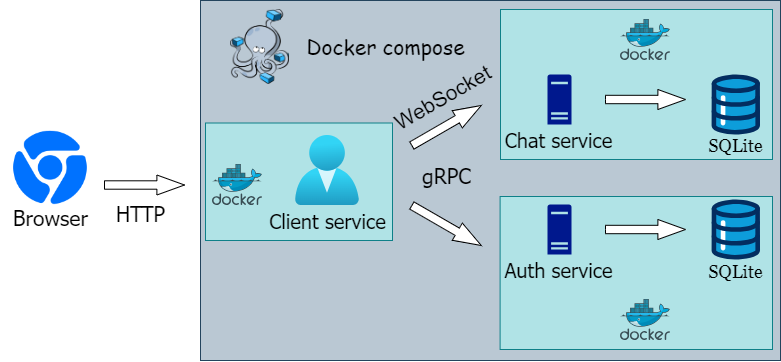 Docker compose
docker
WebSocket
Chat service
SQLite
Browser
HTTP
docker
Client service
gRPC
Auth service
SQLite
docker